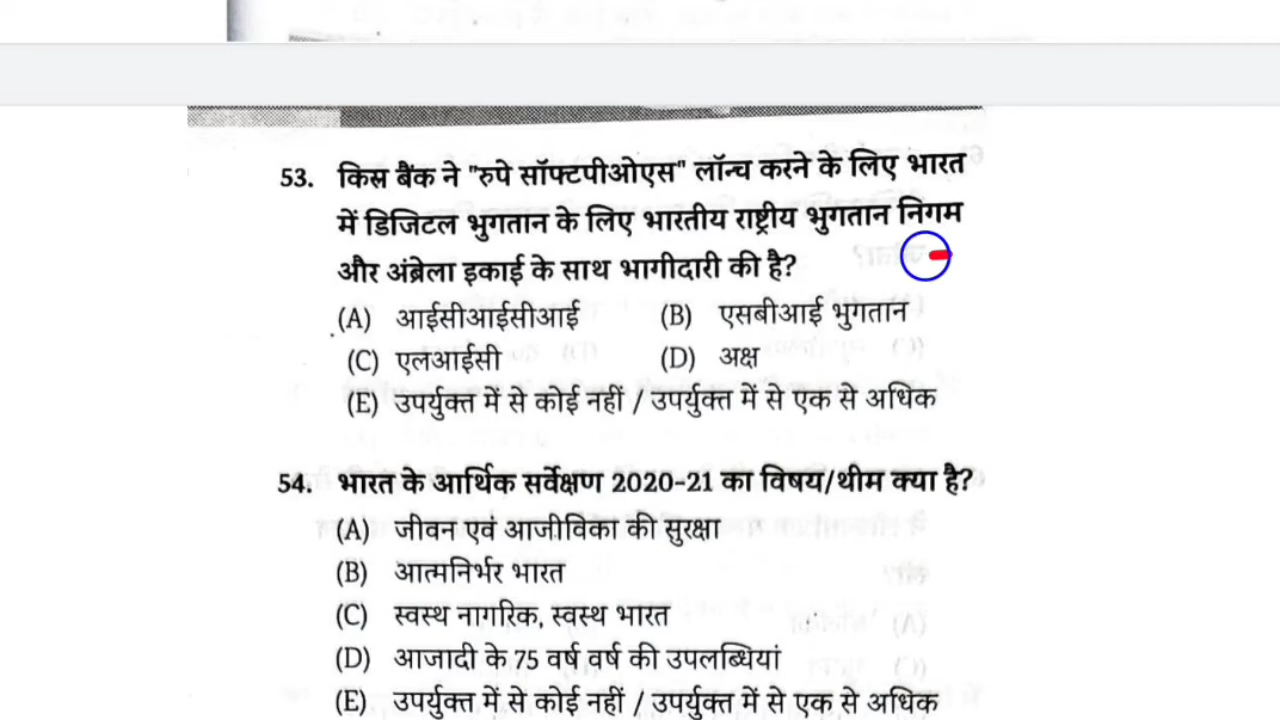 53. किस बैंक ने "रुपे सॉफ्टपीओएस" लॉन्च करने के लिए भारत
में डिजिटल भुगतान के लिए भारतीय राष्ट्रीय भुगतान निगम
और अंब्रेला इकाई के साथ भागीदारी की है?
(A) आईसीआईसीआई (B) एसबीआई भुगतान
(C) एलआईसी (D) अक्ष
(E) उपर्युक्त में से कोई नहीं / उपर्युक्त में से एक से अधिक
54. भारत के आर्थिक सर्वेक्षण 2020-21 का विषय/थीम क्या है?
(A) जीवन एवं आजीविका की सुरक्षा
(B) आत्मनिर्भर भारत
(C) स्वस्थ नागरिक, स्वस्थ भारत
(D) आजादी के 75 वर्ष वर्ष की उपलब्धियां
(E) उपर्युक्त में से कोई नहीं / उपर्युक्त में से एक से अधिक